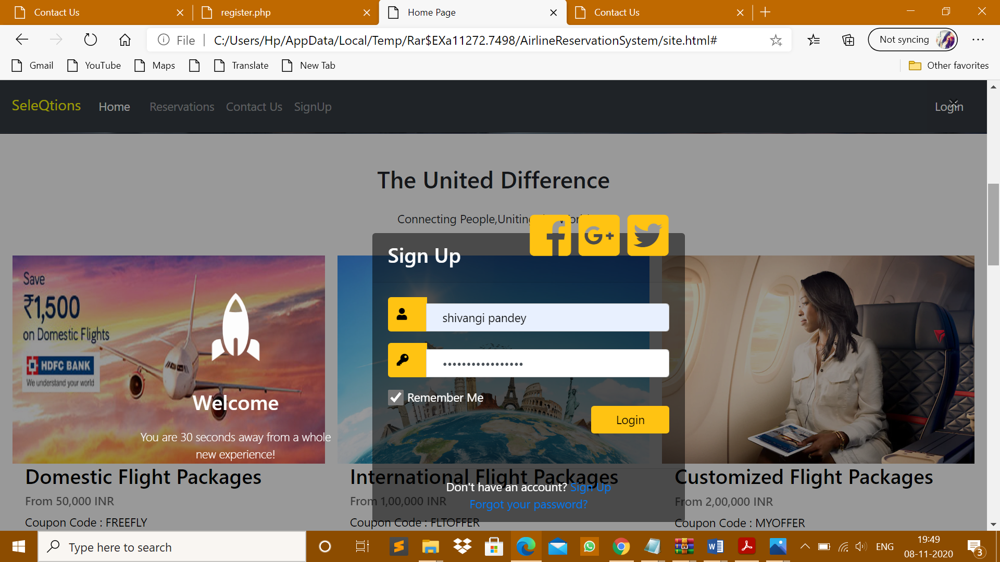 Contact Us
register.php
Home Page
Contact Us
File
C:/Users/Hp/AppData/Local/Temp/Rar$EXa11272.7498/AirlineReservationSystem/site.html#
Not syncing
Gmail
YouTube
Maps
Translate
New Tab
Other favorites
SeleQtions
Home
Reservations
Contact Us
SignUp
Login
The United Difference
Connecting People,Uniting
Sign Up
G+
Save
₹1,500
on Domestic Flights
HDFC BANK
We understand your world
shivangi pandey
Remember Me
Login
Welcome
You are 30 seconds away from a whole
new experience!
Domestic Flight Packages
From 50,000 INR
Coupon Code : FREEFLY
International Flight Packages
From 1,00,000 INR
Coupon Code : FLTOFFER
Don't have an account? Sign Up
Forgot your password?
Customized Flight Packages
From 2,00,000 INR
Coupon Code : MYOFFER
Type here to search
ENG
19:49
08-11-2020
3